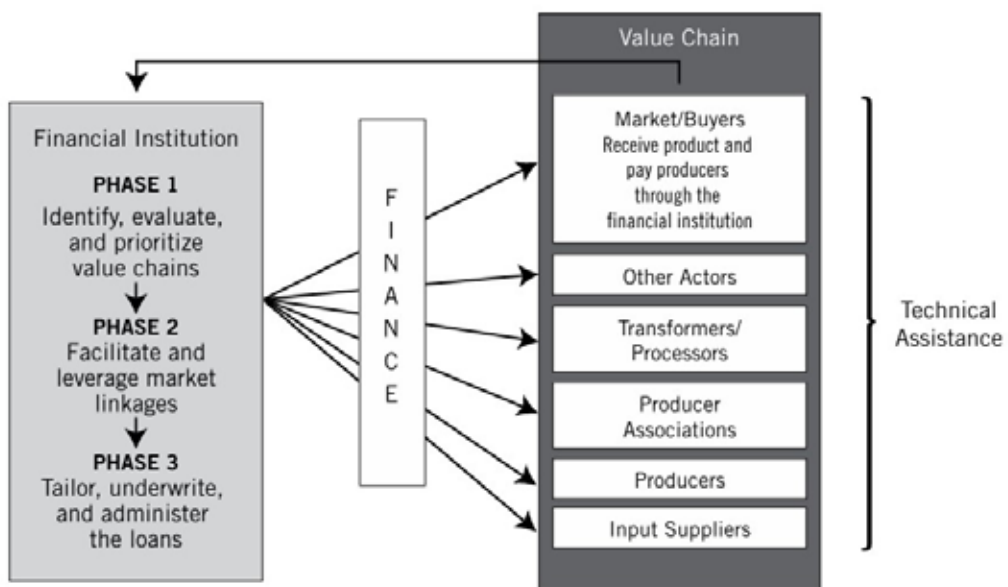 Value Chain
Financial Institution
PHASE 1
Identify, evaluate,
and prioritize
value chains
PHASE 2
Facilitate and
leverage market
linkages
PHASE 3
Tailor, underwrite,
and administer
the loans
F
I
N
A
N
C
E
Market/Buyers
Receive product and
pay producers
through the
financial institution
Other Actors
Transformers/
Processors
Producer
Associations
Producers
Input Suppliers
Technical
Assistance